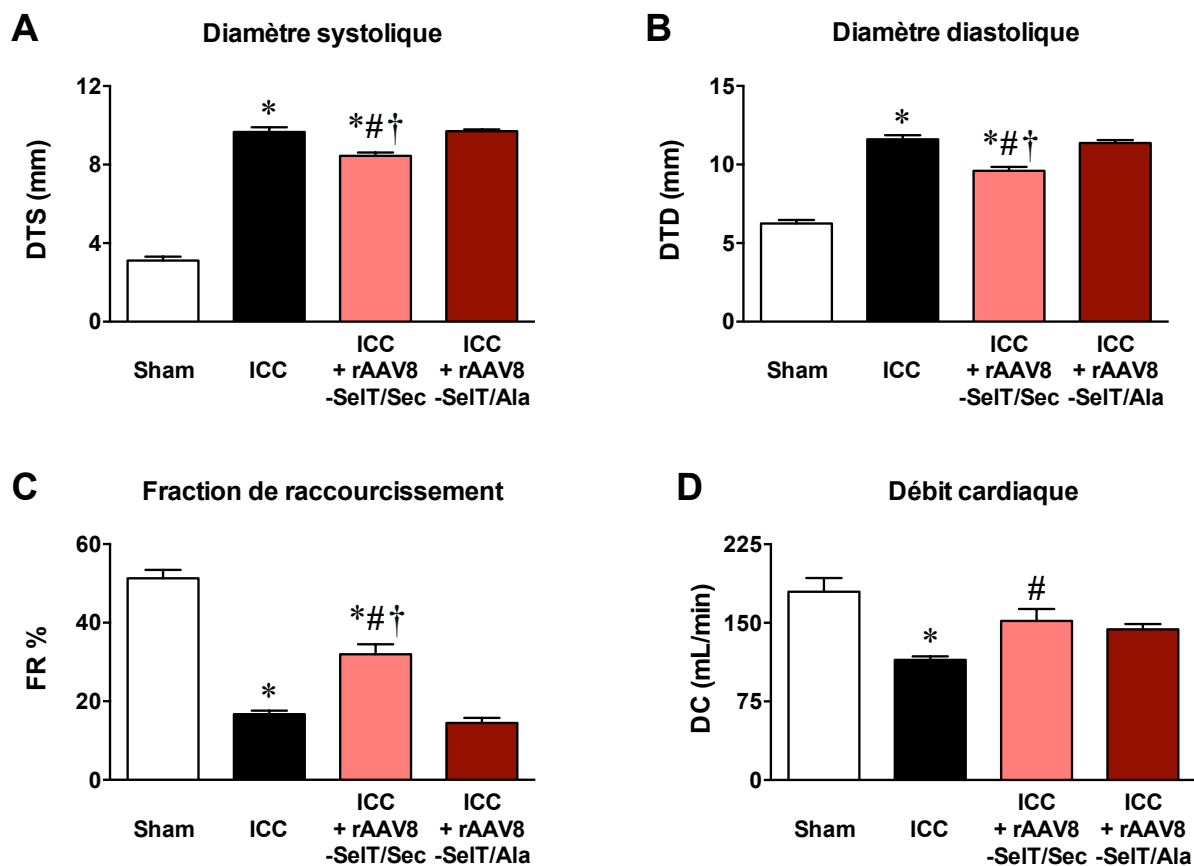 A
Diamètre systolique
12
8
4
0
DTS (mm)
*
*#†
Sham
ICC
ICC
+ rAAV8
-SelT/Sec
ICC
+ rAAV8
-SelT/Ala
B
Diamètre diastolique
15
10
5
0
DTD (mm)
*
*#†
Sham
ICC
ICC
+ rAAV8
-SelT/Sec
ICC
+ rAAV8
-SelT/Ala
C
Fraction de raccourcissement
60
40
20
0
FR %
*
*#†
Sham
ICC
ICC
+ rAAV8
-SelT/Sec
ICC
+ rAAV8
-SelT/Ala
D
Débit cardiaque
225
150
75
0
DC (mL/min)
*
#
Sham
ICC
ICC
+ rAAV8
-SelT/Sec
ICC
+ rAAV8
-SelT/Ala